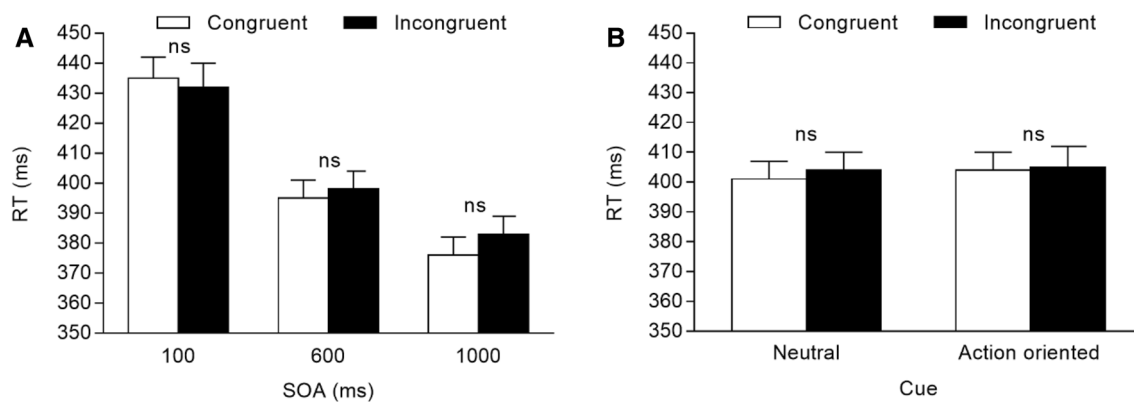 A
Congruent Incongruent
450
440
430
420
410
400
390
380
370
360
350
RT (ms)
ns
ns
ns
100 600 1000
SOA (ms)
B
Congruent Incongruent
450
440
430
420
410
400
390
380
370
360
350
RT (ms)
ns
ns
Neutral Action oriented
Cue